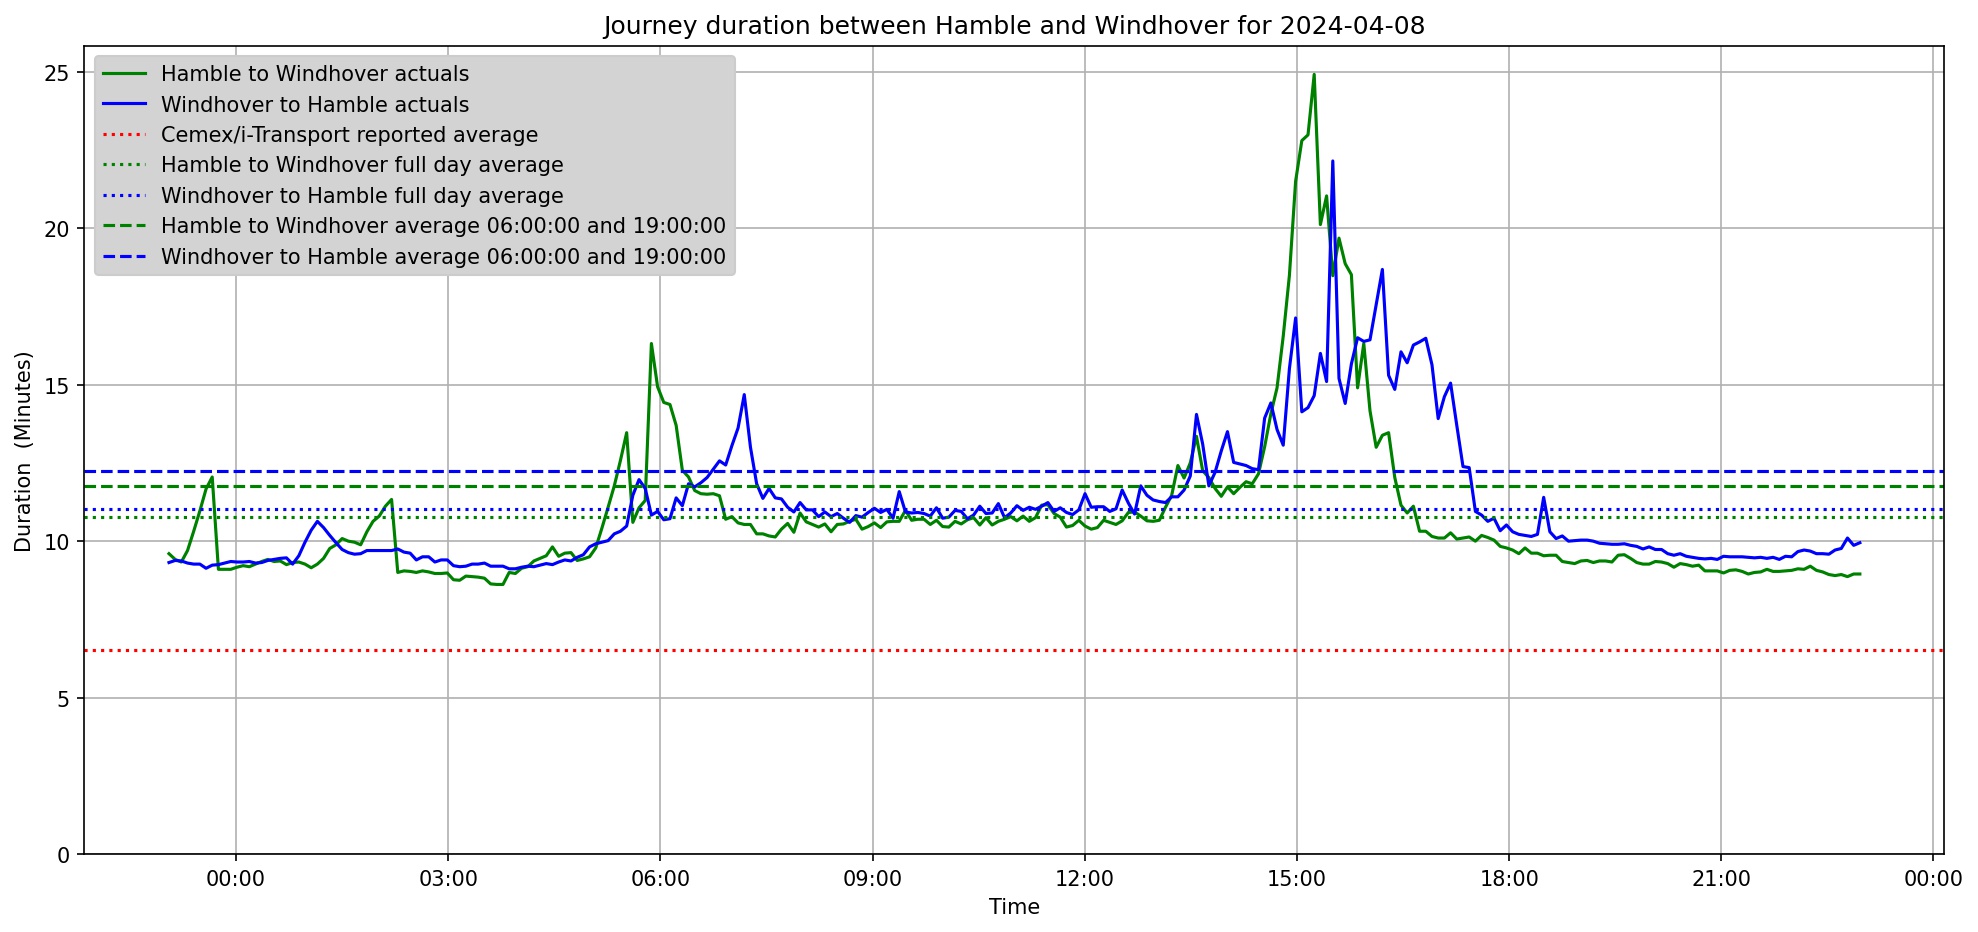 Journey duration between Hamble and Windhover for 2024-04-08
Hamble to Windhover actuals
Windhover to Hamble actuals
Cemex/i-Transport reported average
Hamble to Windhover full day average
Windhover to Hamble full day average
Hamble to Windhover average 06:00:00 and 19:00:00
Windhover to Hamble average 06:00:00 and 19:00:00
25
20
15
10
5
0
Duration (Minutes)
00:00 03:00 06:00 09:00 12:00 15:00 18:00 21:00 00:00
Time